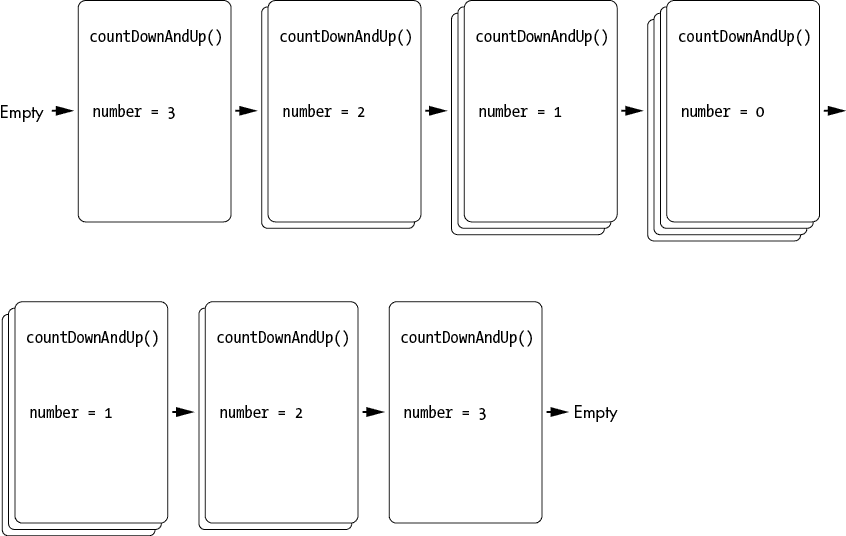 countDownAndUp() countDownAndUp() countDownAndUp() countDownAndUp()
Empty number = 3 number = 2 number = 1 number = 0
countDownAndUp() countDownAndUp() countDownAndUp()
number = 1 number = 2 number = 3 Empty